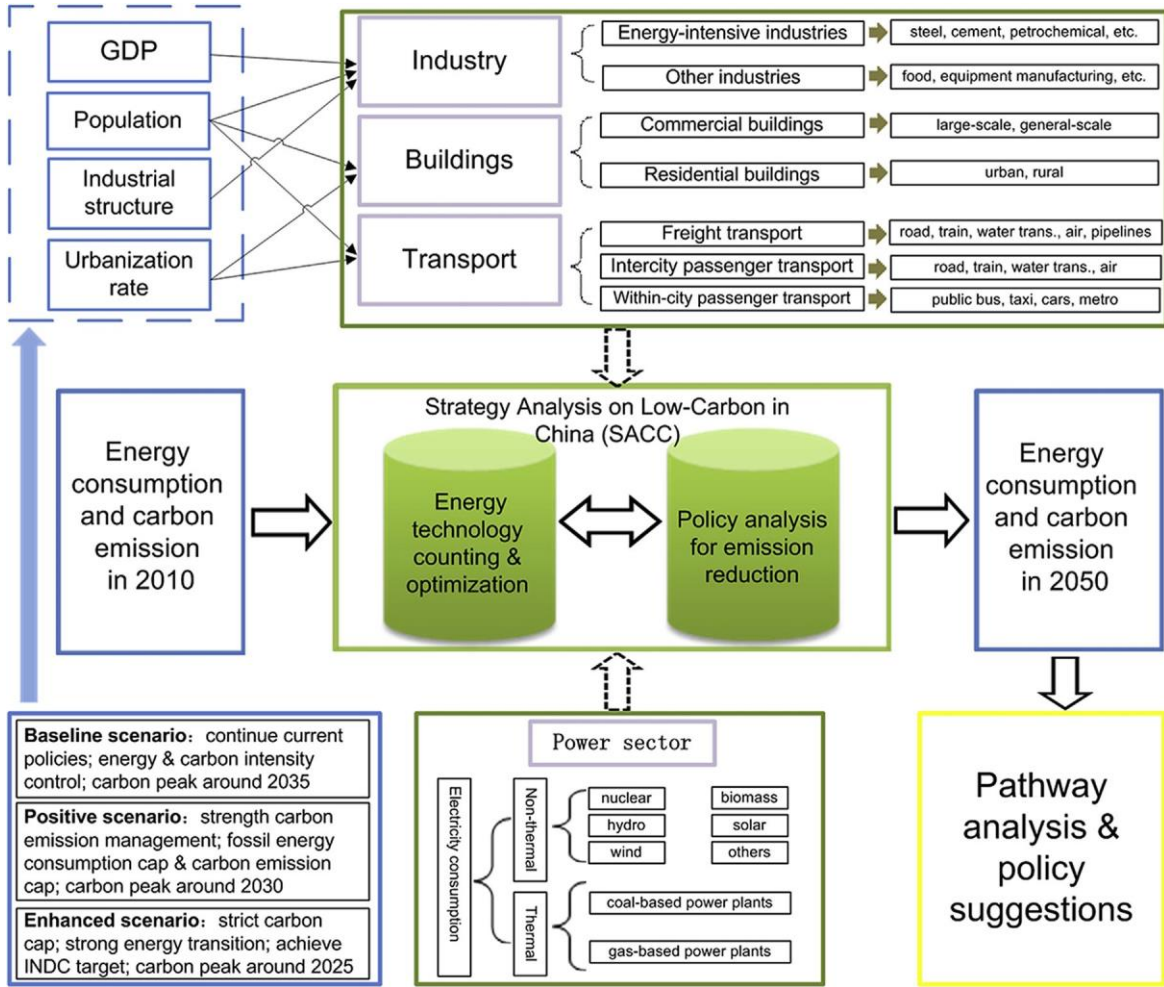 GDP
Population
Industrial
structure
Urbanization
rate
Industry
Buildings
Transport
Energy-intensive industries
steel, cement, petrochemical, etc.
Other industries
food, equipment manufacturing, etc.
Commercial buildings
large-scale, general-scale
Residential buildings
urban, rural
Freight transport
road, train, water trans., air, pipelines
Intercity passenger transport
road, train, water trans., air
Within-city passenger transport
public bus, taxi, cars, metro
Energy
consumption
and carbon
emission
in 2010
Strategy Analysis on Low-Carbon in
China (SACC)
Energy
technology
counting &
optimization
Policy analysis
for emission
reduction
Energy
consumption
and carbon
emission
in 2050
Baseline scenario: continue current
policies; energy & carbon intensity
control; carbon peak around 2035
Positive scenario: strength carbon
emission management; fossil energy
consumption cap & carbon emission
cap; carbon peak around 2030
Enhanced scenario: strict carbon
cap; strong energy transition; achieve
INDC target; carbon peak around 2025
Power sector
Electricity consumption
Non-thermal
nuclear
biomass
hydro
solar
wind
others
Thermal
coal-based power plants
gas-based power plants
Pathway
analysis &
policy
suggestions